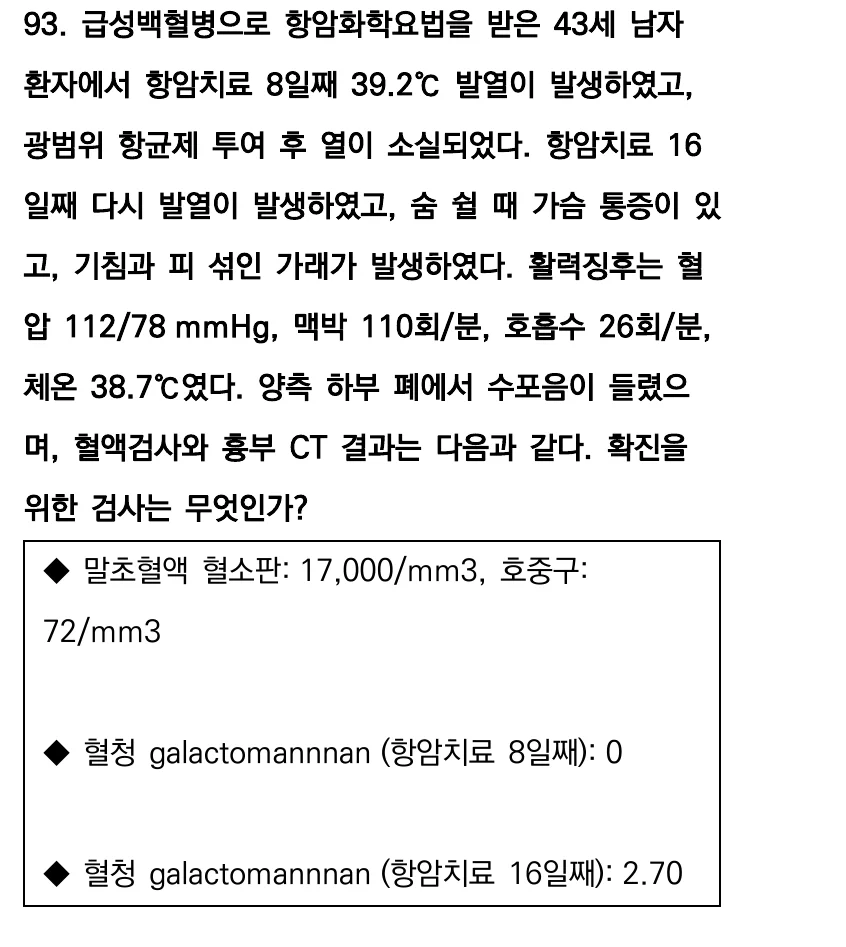 93. 급성백혈병으로 항암화학요법을 받은 43세 남자
환자에서 항암치료 8일째 39.2℃ 발열이 발생하였고,
광범위 항균제 투여 후 열이 소실되었다. 항암치료 16
일째 다시 발열이 발생하였고, 숨 쉴 때 가슴 통증이 있
고, 기침과 피 섞인 가래가 발생하였다. 활력징후는 혈
압 112/78 mmHg, 맥박 110회/분, 호흡수 26회/분,
체온 38.7℃였다. 양측 하부 폐에서 수포음이 들렸으
며, 혈액검사와 흉부 CT 결과는 다음과 같다. 확진을
위한 검사는 무엇인가?
◆ 말초혈액 혈소판: 17,000/mm3, 호중구:
72/mm3
◆ 혈청 galactomannnan (항암치료 8일째): 0
◆ 혈청 galactomannnan (항암치료 16일째): 2.70